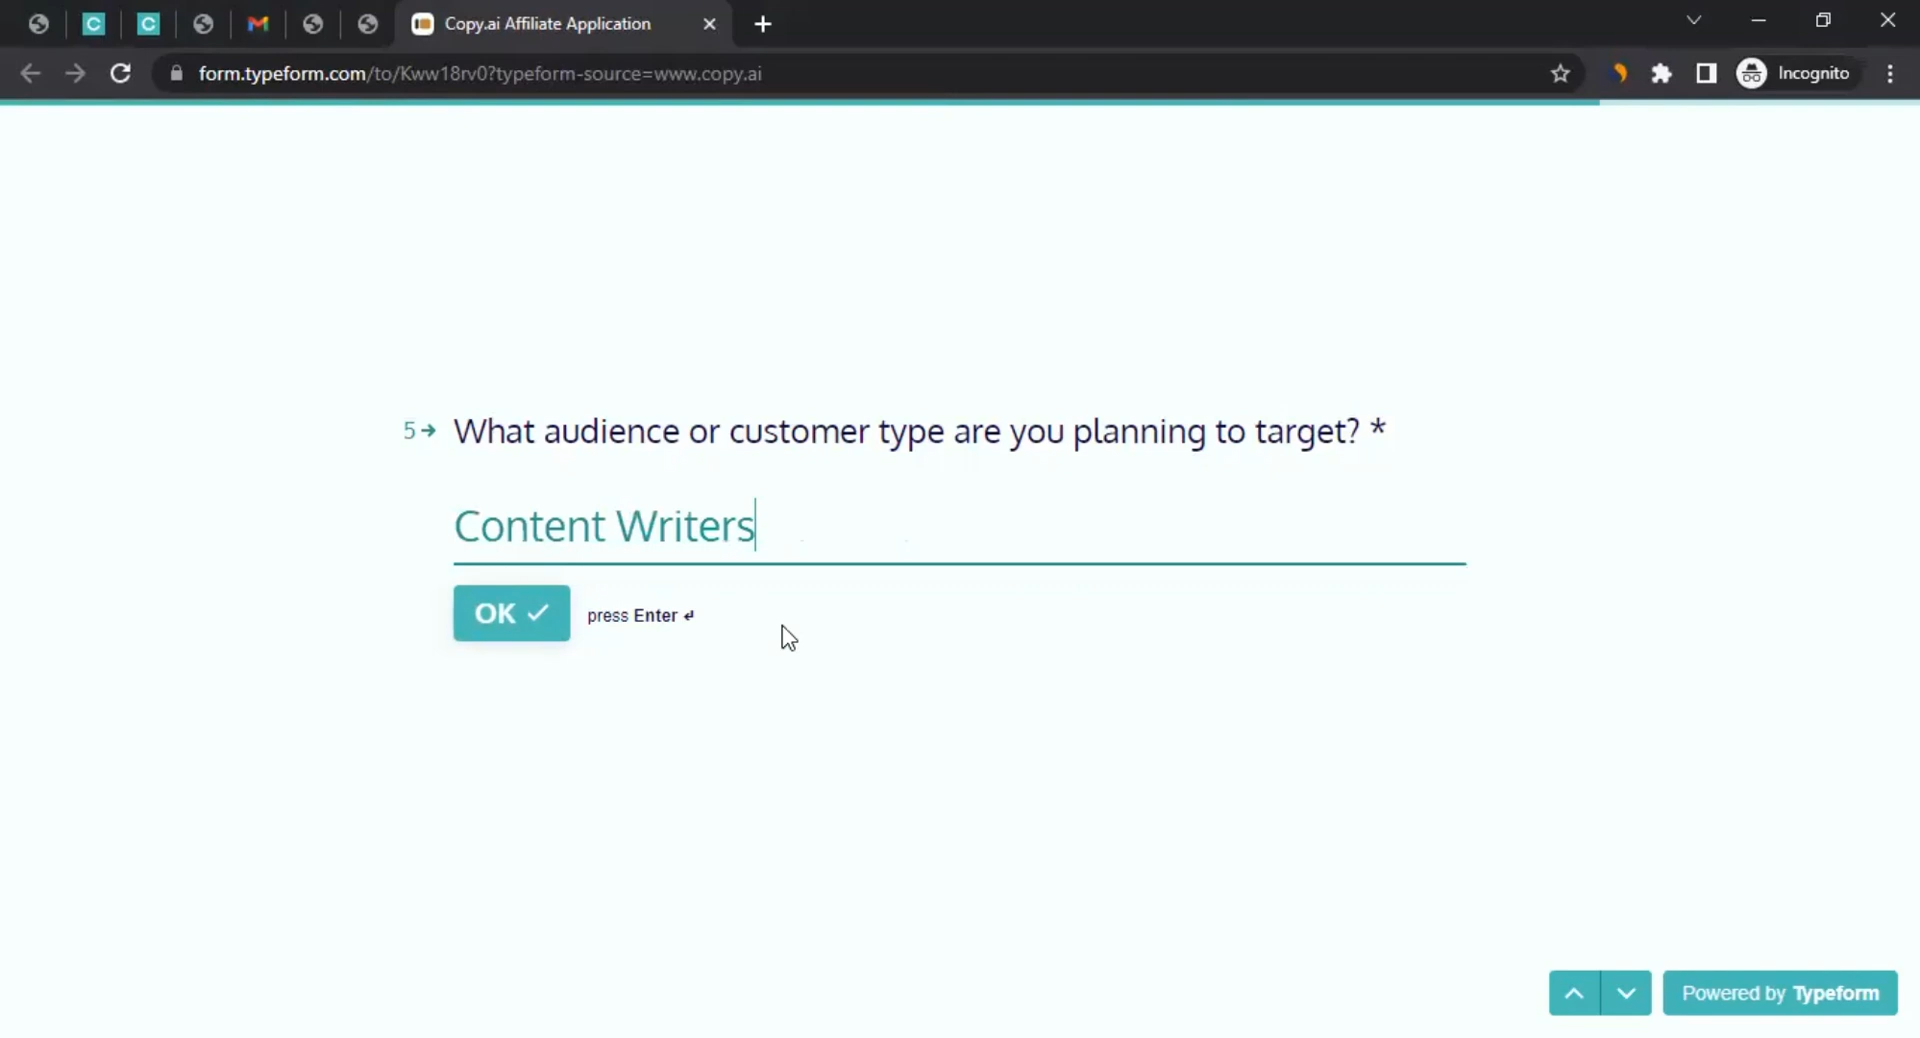 C
C
Copy.ai Affiliate Application
form.typeform.com/to/Kww18rv0?typeform-source=www.copy.ai
Incognito
5 What audience or customer type are you planning to target? *
Content Writers
OK press Enter
Powered by Typeform